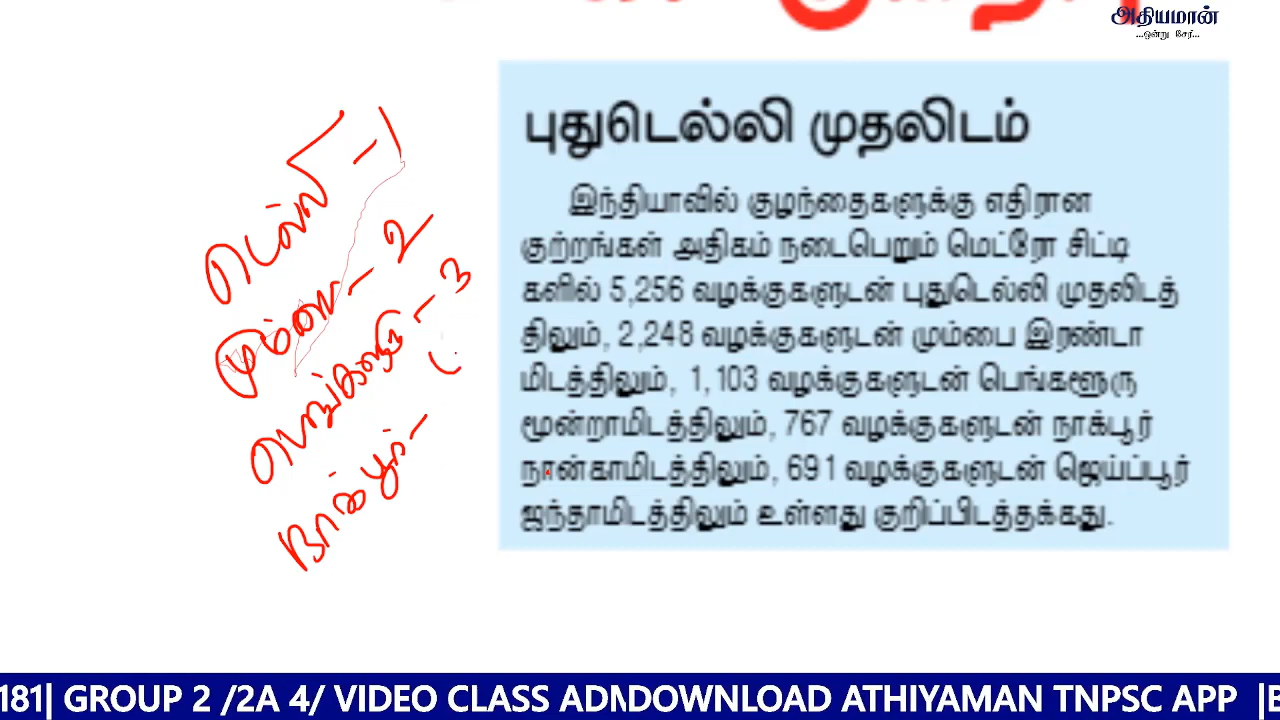 அதியமான்
...ஒன்று சேர்...
புதுடெல்லி முதலிடம்
இந்தியாவில் குழந்தைகளுக்கு எதிரான
குற்றங்கள் அதிகம் நடைபெறும் மெட்ரோ சிட்டி
களில் 5,256 வழக்குகளுடன் புதுடெல்லி முதலிடத்
திலும், 2,248 வழக்குகளுடன் மும்பை இரண்டா
மிடத்திலும், 1,103 வழக்குகளுடன் பெங்களூரு
மூன்றாமிடத்திலும், 767 வழக்குகளுடன் நாக்பூர்
நான்காமிடத்திலும், 691 வழக்குகளுடன் ஜெய்ப்பூர்
ஐந்தாமிடத்திலும் உள்ளது குறிப்பிடத்தக்கது.
டெல்லி -1
மும்பை - 2
பெங்களூரு - 3
நாக்பூர் -
181| GROUP 2 /2A 4/ VIDEO CLASS DOWNLOAD ATHIYAMAN TNPSC APP |E